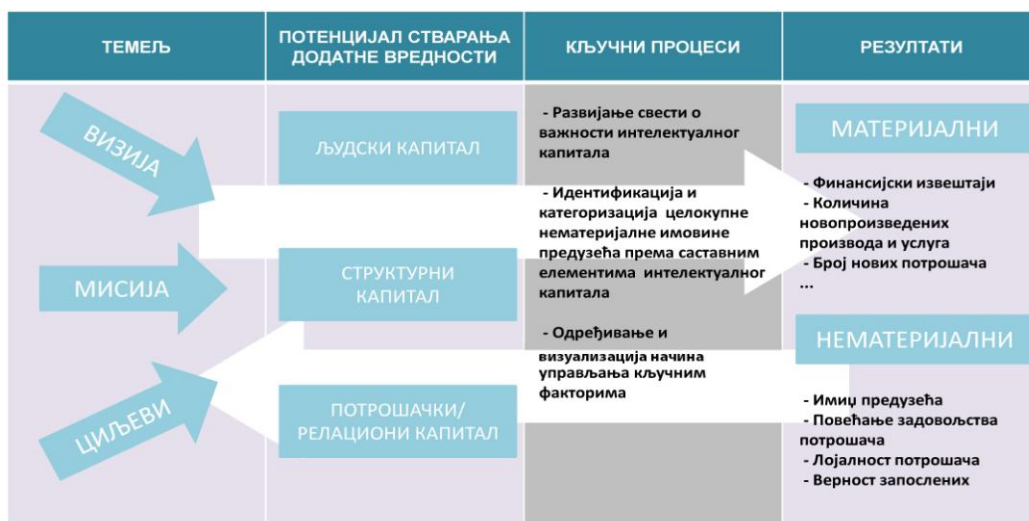 ТЕМЕЉ
ПОТЕНЦИЈАЛ СТВАРАЊА
ДОДАТНЕ ВРЕДНОСТИ
КЉУЧНИ ПРОЦЕСИ
РЕЗУЛТАТИ
ВИЗИЈА
МИСИЈА
ЦИЉЕВИ
ЉУДСКИ КАПИТАЛ
СТРУКТУРНИ
КАПИТАЛ
ПОТРОШАЧКИ/
РЕЛАЦИОНИ КАПИТАЛ
- Развијање свести о
важности интелектуалног
капитала
- Идентификација и
категоризација целокупне
нематеријалне имовине
предузећа према саставним
елементима интелектуалног
капитала
- Одређивање и
визуализација начина
управљања кључним
факторима
МАТЕРИЈАЛНИ
- Финансијски извештаји
- Количина
новопроизведених
производа и услуга
- Број нових потрошача
...
НЕМАТЕРИЈАЛНИ
- Имиџ предузећа
- Повећање задовољства
потрошача
- Лојалност потрошача
- Верност запослених